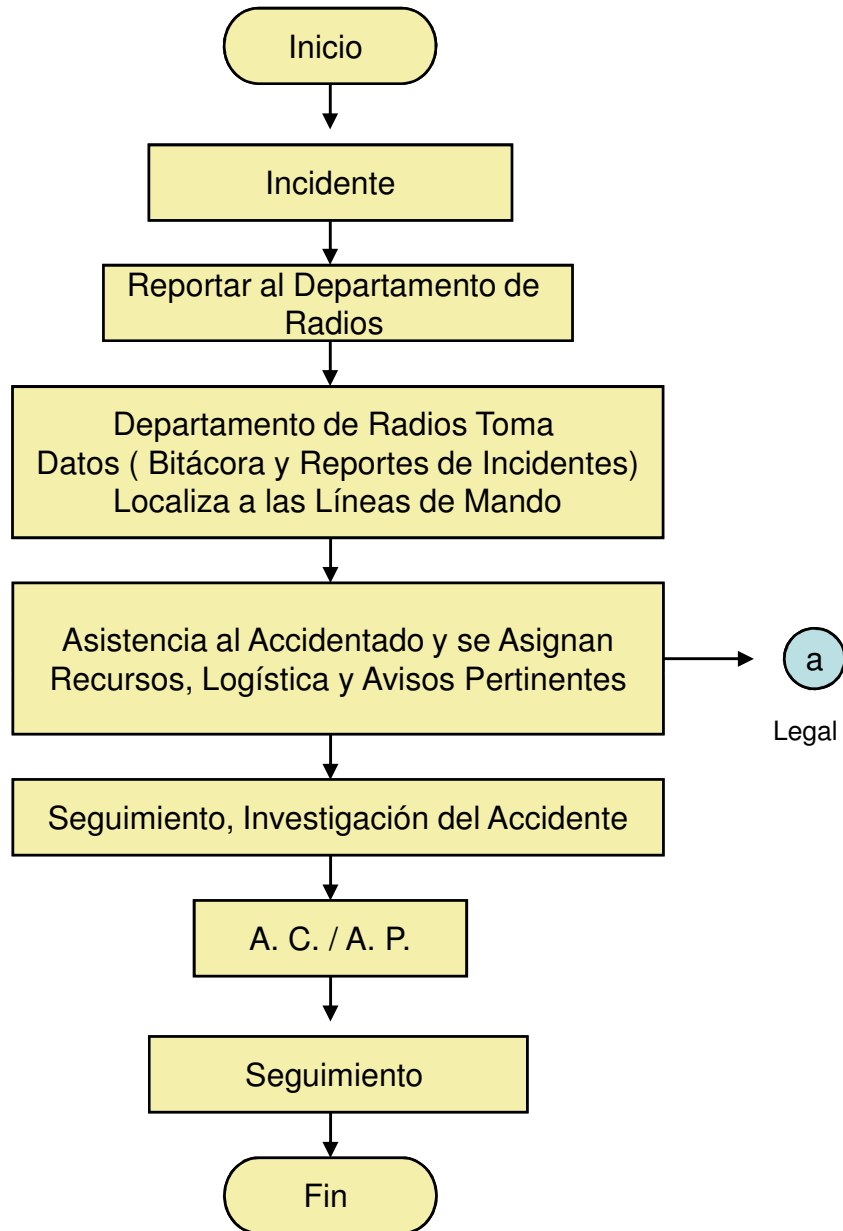 Inicio
Incidente
Reportar al Departamento de
Radios
Departamento de Radios Toma
Datos ( Bitácora y Reportes de Incidentes)
Localiza a las Líneas de Mando
Asistencia al Accidentado y se Asignan
Recursos, Logística y Avisos Pertinentes
a
Legal
Seguimiento, Investigación del Accidente
A. C. / A. P.
Seguimiento
Fin